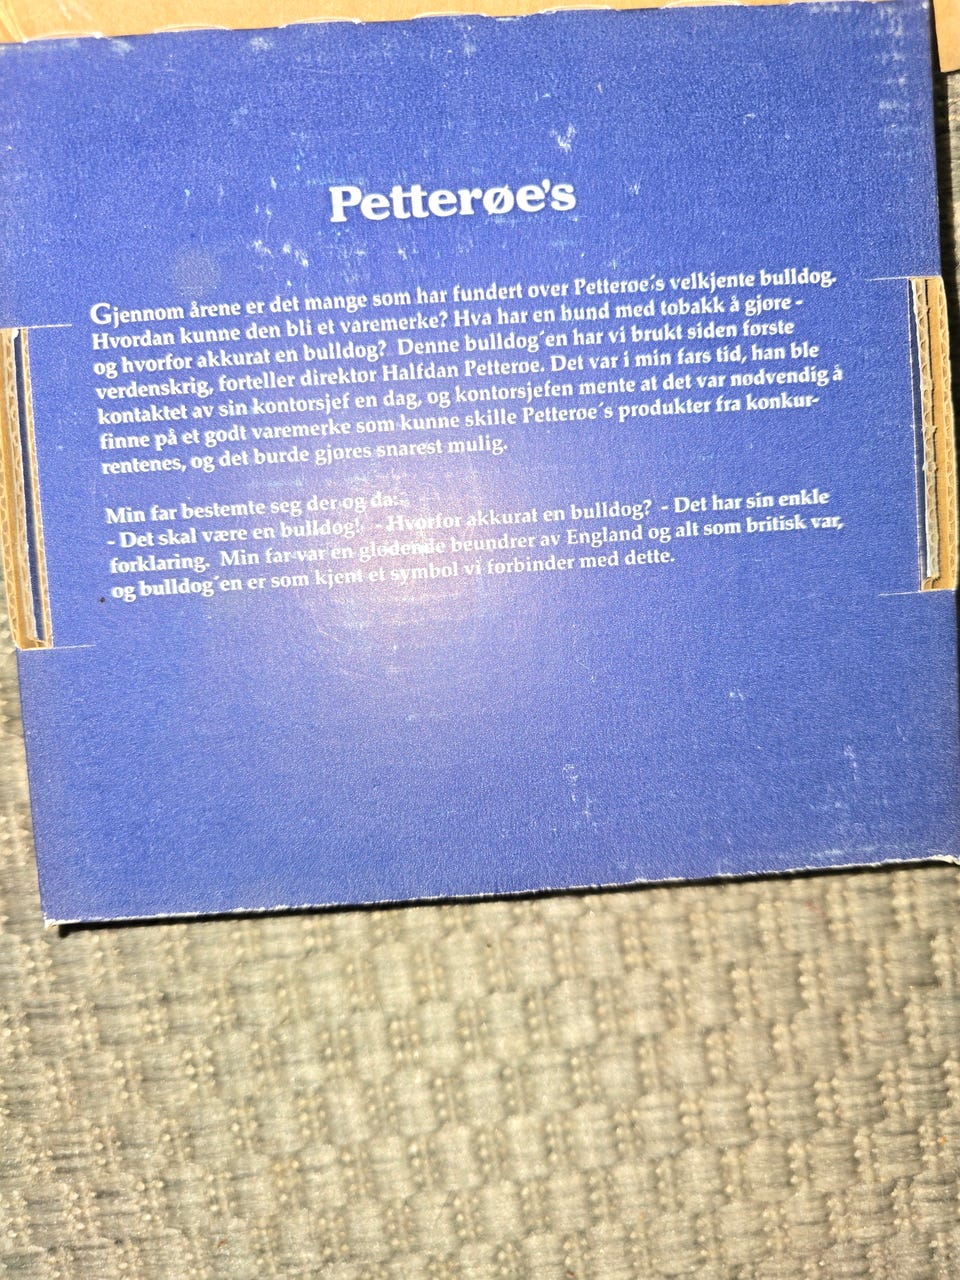 Petterøe's
Gjennom årene er det mange som har fundert over Petterøe´s velkjente bulldog.
Hvordan kunne den bli et varemerke? Hva har en hund med tobakk å gjøre -
og hvorfor akkurat en bulldog? Denne bulldog´en har vi brukt siden første
verdenskrig, forteller direktør Halfdan Petterøe. Det var i min fars tid, han ble
kontaktet av sin kontorsjef en dag, og kontorsjefen mente at det var nødvendig å
finne på et godt varemerke som kunne skille Petterøe´s produkter fra konkur-
rentenes, og det burde gjøres snarest mulig.
Min far bestemte seg der og da:
- Det skal være en bulldog! - Hvorfor akkurat en bulldog? - Det har sin enkle
forklaring. Min far var en glødende beundrer av England og alt som britisk var,
og bulldog´en er som kjent et symbol vi forbinder med dette.